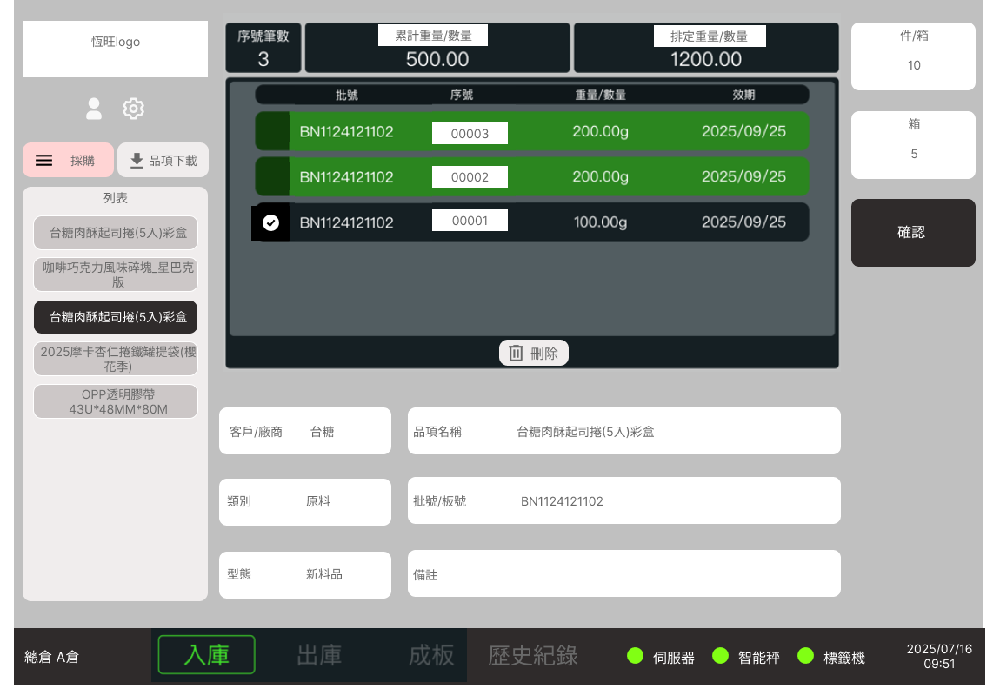 恆旺logo
採購
品項下載
列表
台糖肉酥起司捲(5入)彩盒
咖啡巧克力風味碎塊_星巴克
版
台糖肉酥起司捲(5入)彩盒
2025摩卡杏仁捲鐵罐提袋(櫻
花季)
OPP透明膠帶
43U*48MM*80M
序號筆數
3
累計重量/數量
500.00
排定重量/數量
1200.00
批號 序號 重量/數量 效期
BN1124121102 00003 200.00g 2025/09/25
BN1124121102 00002 200.00g 2025/09/25
BN1124121102 00001 100.00g 2025/09/25
刪除
件/箱
10
箱
5
確認
客戶/廠商 台糖
品項名稱 台糖肉酥起司捲(5入)彩盒
類別 原料
批號/板號 BN1124121102
型態 新料品
備註
總倉 A倉
入庫
出庫
成板
歷史紀錄
伺服器
智能秤
標籤機
2025/07/16
09:51